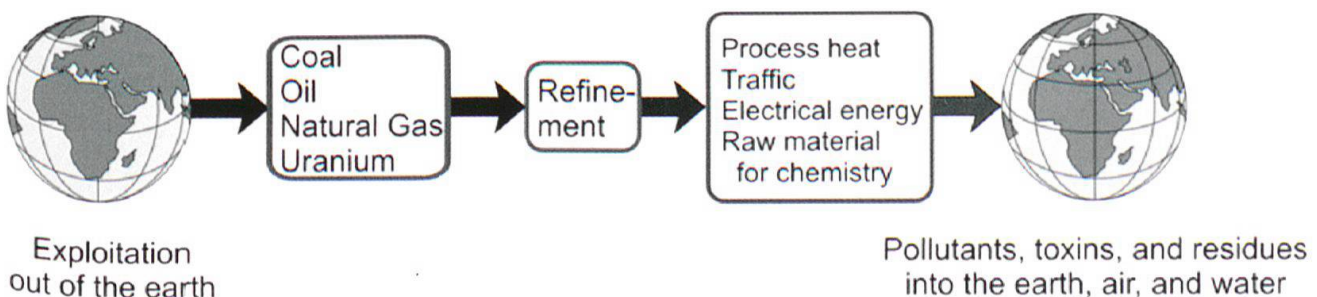 Coal
Oil
Natural Gas
Uranium
Refine-
ment
Process heat
Traffic
Electrical energy
Raw material
for chemistry
Exploitation
out of the earth
Pollutants, toxins, and residues
into the earth, air, and water